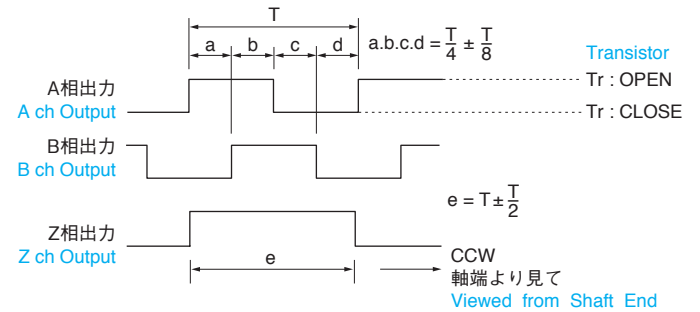 T
a b c d
a.b.c.d = T/4 ± T/8
Transistor
A相出力
A ch Output
Tr : OPEN
Tr : CLOSE
B相出力
B ch Output
e = T ± T/2
Z相出力
Z ch Output
e
CCW
軸端より見て
Viewed from Shaft End